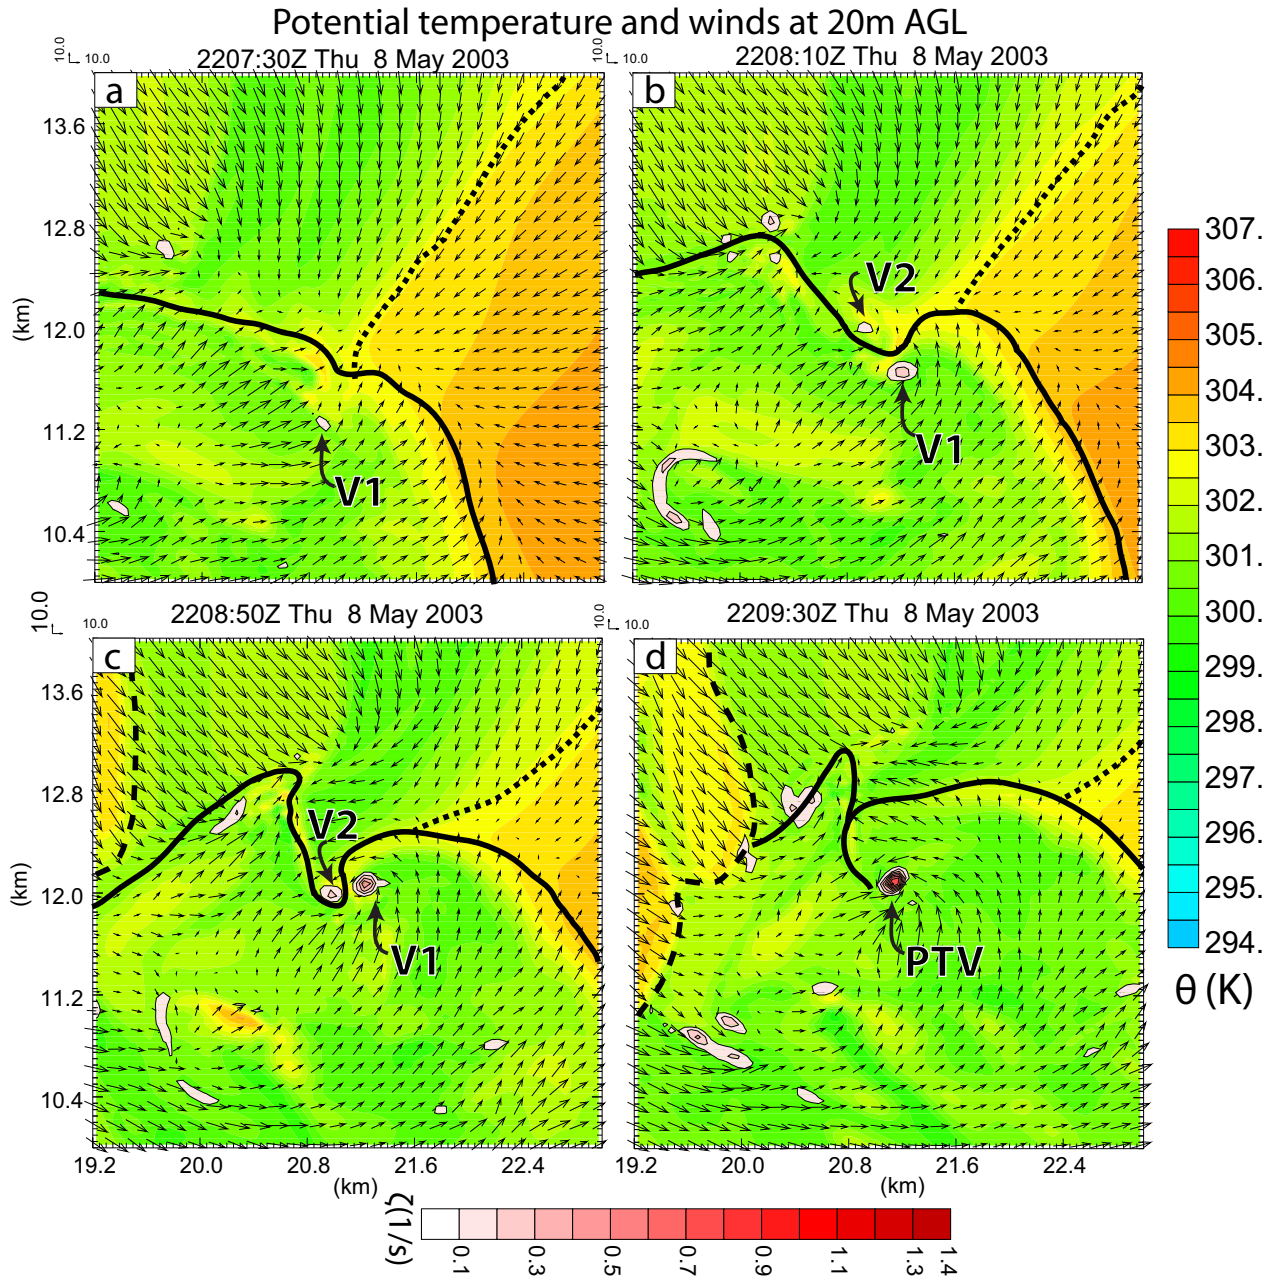 Potential temperature and winds at 20m AGL
2207:30Z Thu 8 May 2003
2208:10Z Thu 8 May 2003
10.0
10.0
10.0
10.0
a
b
13.6
12.8
12.0
11.2
10.4
(km)
V1
V2
V1
307.
306.
305.
304.
303.
302.
301.
300.
299.
298.
297.
296.
295.
294.
θ (K)
2208:50Z Thu 8 May 2003
2209:30Z Thu 8 May 2003
10.0
10.0
10.0
10.0
c
d
13.6
12.8
12.0
11.2
10.4
(km)
V2
V1
PTV
19.2 20.0 20.8 21.6 22.4
(km)
19.2 20.0 20.8 21.6 22.4
(km)
ζ(1/s)
0.1 0.3 0.5 0.7 0.9 1.1 1.3 1.4